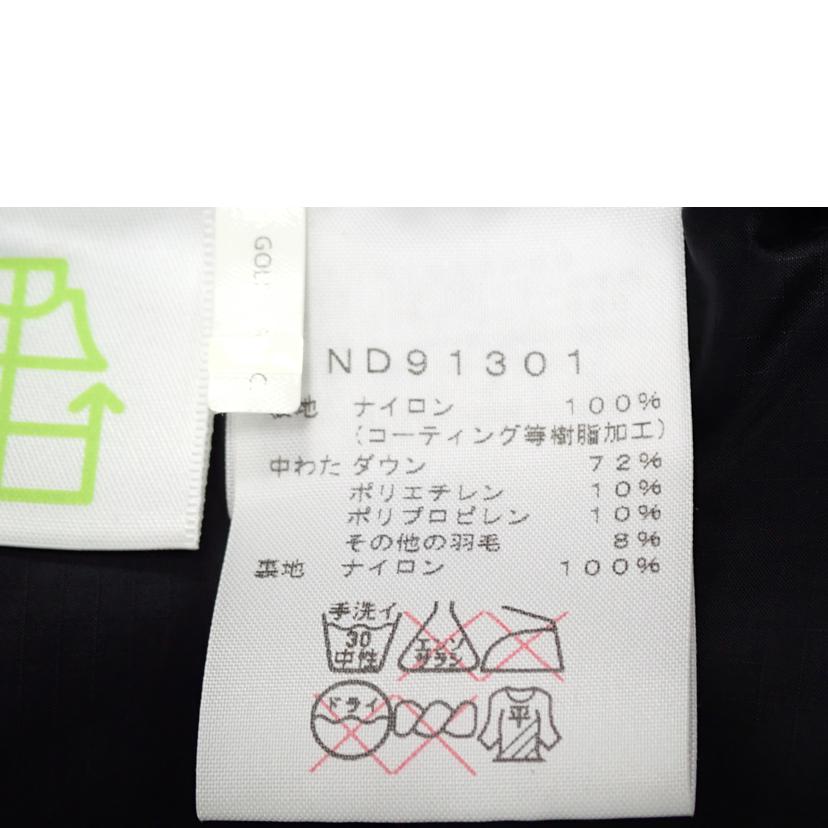 GOL
C
ND91301
地 ナイロン 100%
(コーティング等樹脂加工)
中わた ダウン 72%
ポリエチレン 10%
ポリプロピレン 10%
その他の羽毛 8%
裏地 ナイロン 100%
手洗イ
30
中性
エンソ
サラシ
ドライ
平